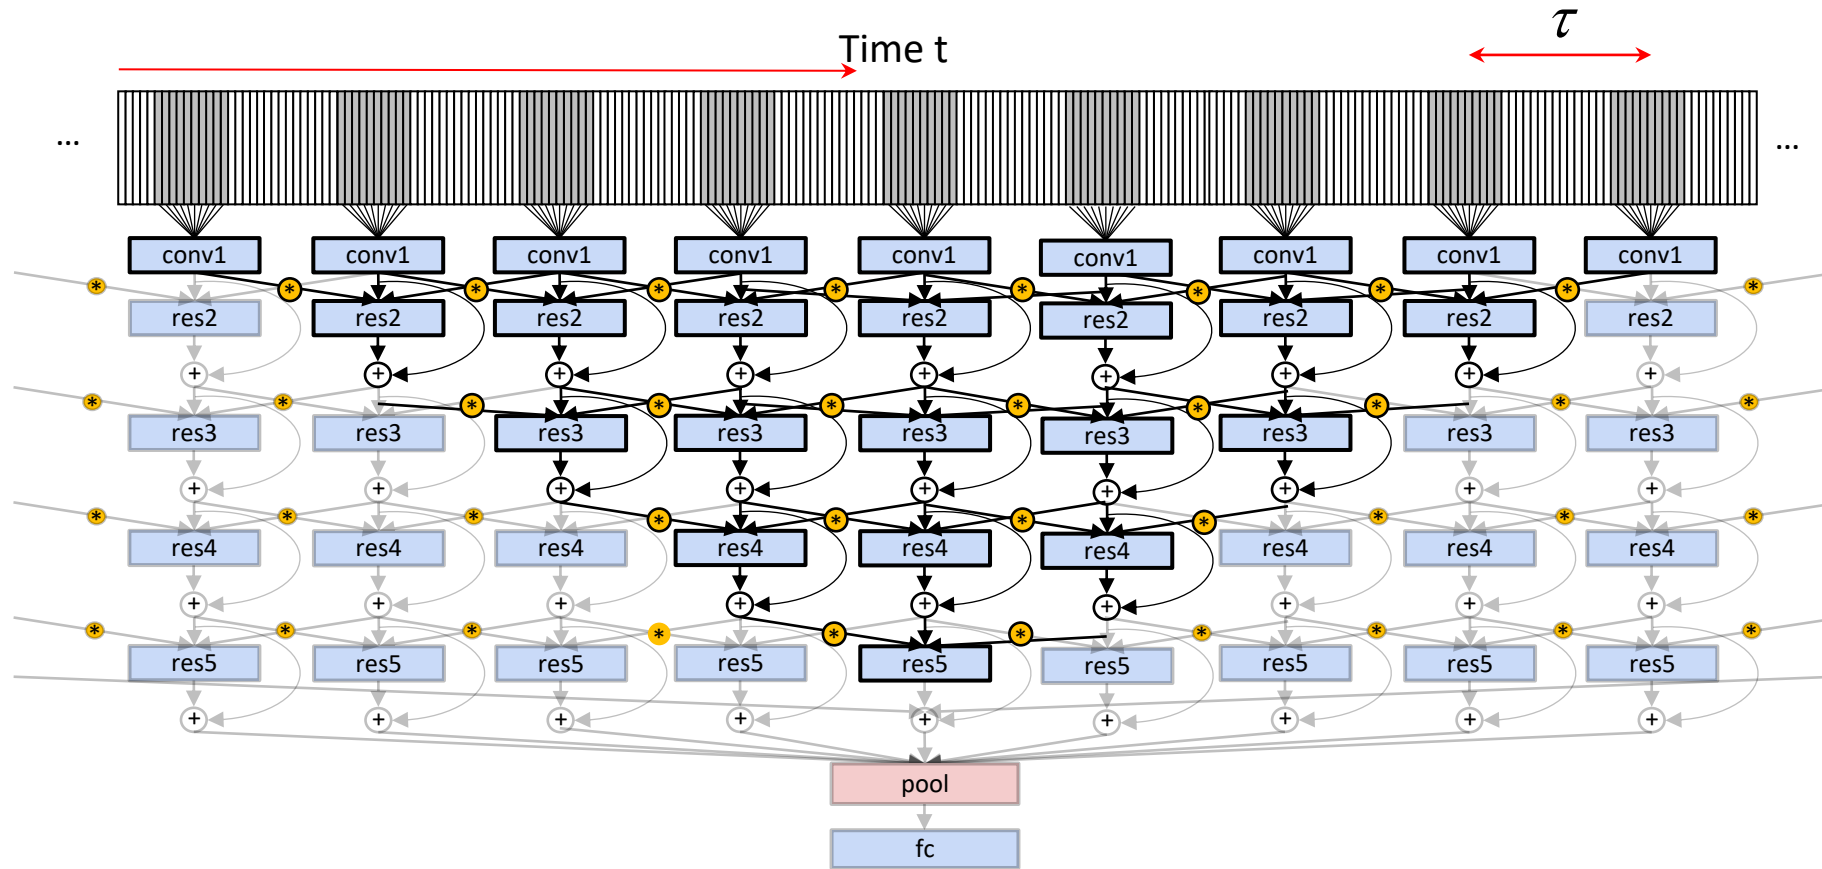 Time t
τ
... ...
conv1 conv1 conv1 conv1 conv1 conv1 conv1 conv1 conv1
* * * * * * * * * *
res2 res2 res2 res2 res2 res2 res2 res2 res2
+ + + + + + + + +
* * * * * * * * * *
res3 res3 res3 res3 res3 res3 res3 res3 res3
+ + + + + + + + +
* * * * * * * * * *
res4 res4 res4 res4 res4 res4 res4 res4 res4
+ + + + + + + + +
* * * * * * * * * *
res5 res5 res5 res5 res5 res5 res5 res5 res5
+ + + + + + + + +
pool
fc